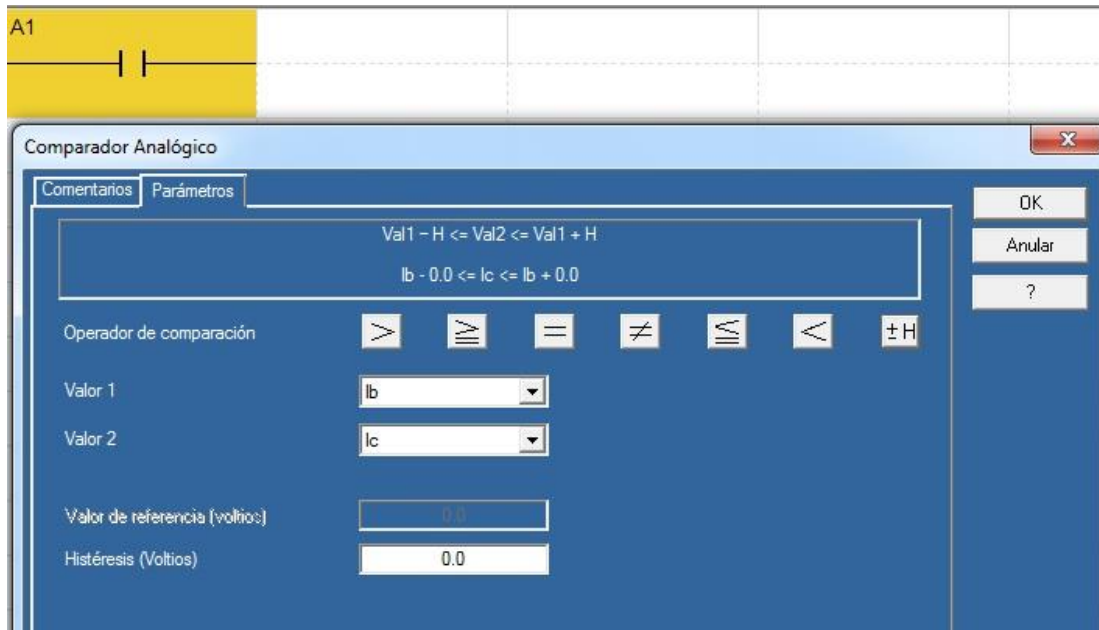 A1
Comparador Analógico
x
Comentarios Parámetros
OK
Val1 – H <= Val2 <= Val1 + H
Anular
Ib - 0.0 <= Ic <= Ib + 0.0
?
Operador de comparación > ≧ = ≠ ≦ < ±H
Valor 1 Ib
Valor 2 Ic
Valor de referencia (voltios) 0.0
Histéresis (Voltios) 0.0